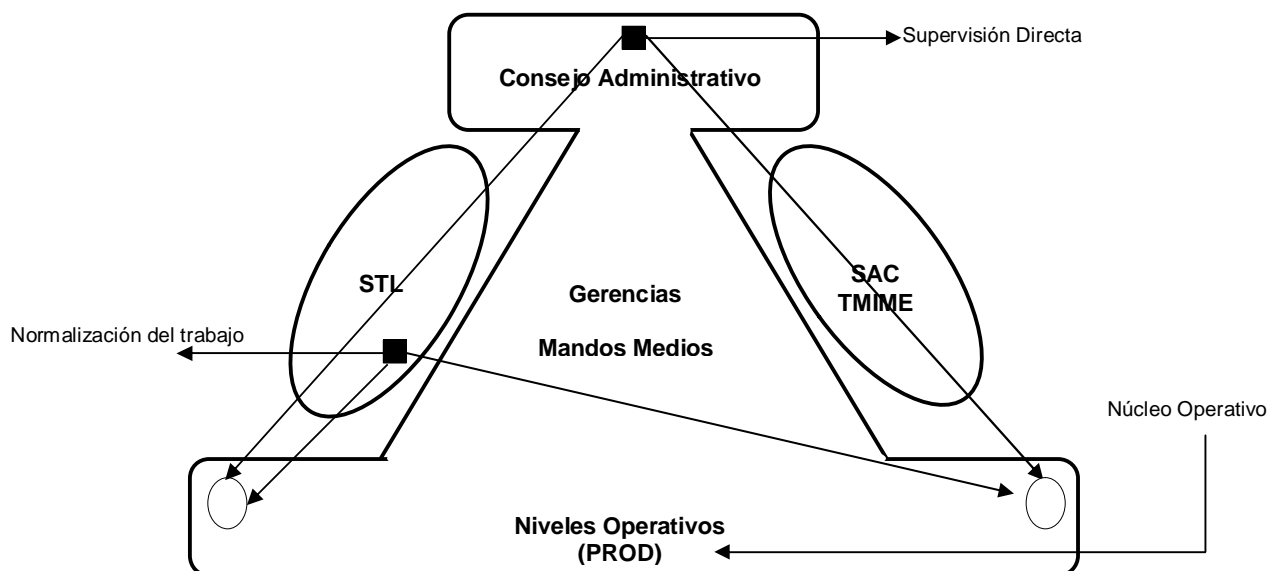 Supervisión Directa
Consejo Administrativo
STL
SAC
TMIME
Gerencias
Mandos Medios
Normalización del trabajo
Núcleo Operativo
Niveles Operativos
(PROD)